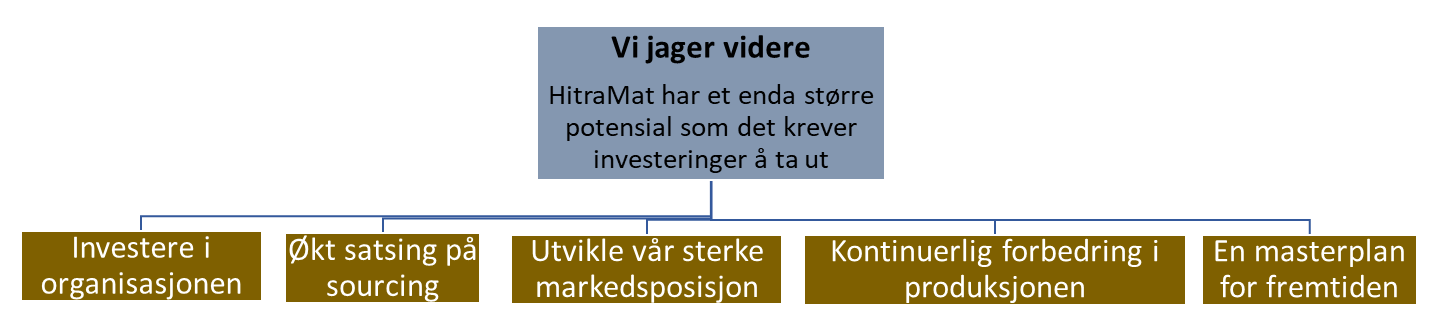 Vi jager videre
HitraMat har et enda større
potensial som det krever
investeringer å ta ut
Investere i
organisasjonen
Økt satsing på
sourcing
Utvikle vår sterke
markedsposisjon
Kontinuerlig forbedring i
produksjonen
En masterplan
for fremtiden